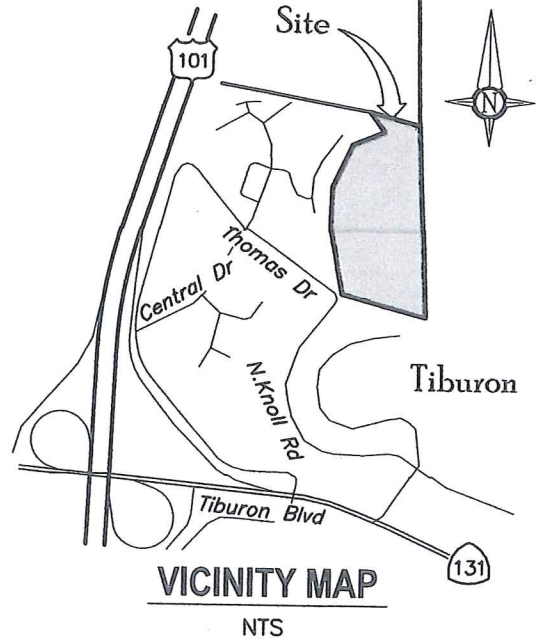 Site
101
N
Thomas Dr
Central Dr
Tiburon
N.Knoll Rd
Tiburon Blvd
131
VICINITY MAP
NTS